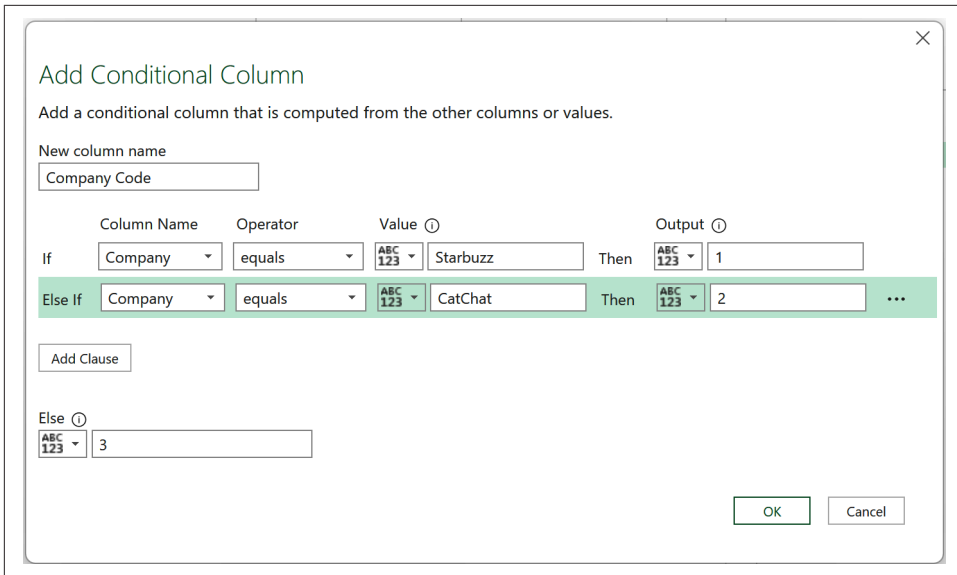 Add Conditional Column
Add a conditional column that is computed from the other columns or values.
New column name
Company Code
Column Name Operator Value Output
If Company equals ABC 123 Starbuzz Then ABC 123 1
Else If Company equals ABC 123 CatChat Then ABC 123 2 ...
Add Clause
Else
ABC 123 3
OK Cancel